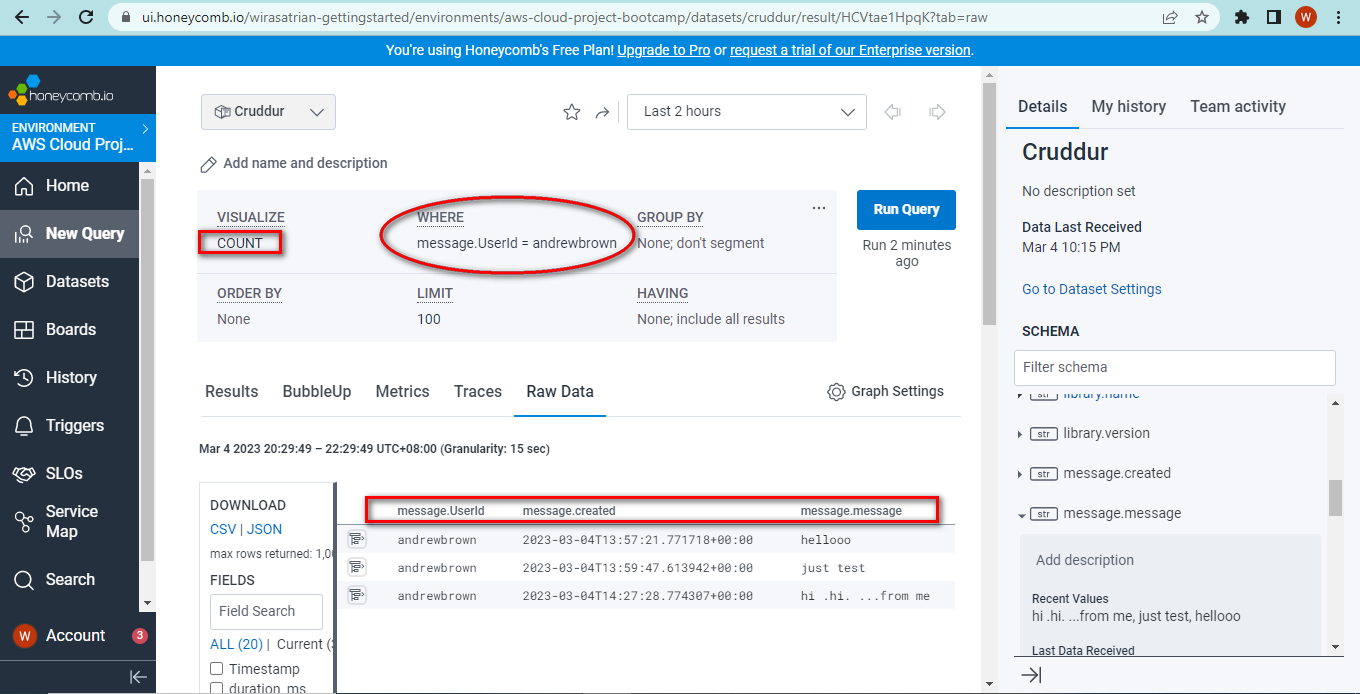 ui.honeycomb.io/wirasatrian-gettingstarted/environments/aws-cloud-project-bootcamp/datasets/cruddur/result/HCVtae1HpqK?tab=raw
W
You're using Honeycomb's Free Plan! Upgrade to Pro or request a trial of our Enterprise version.
honeycomb.io
ENVIRONMENT
AWS Cloud Proj...
Home
New Query
Datasets
Boards
History
Triggers
SLOs
Service
Map
Search
W Account 3
Cruddur
Last 2 hours
Add name and description
VISUALIZE
COUNT
WHERE
message.UserId = andrewbrown
GROUP BY
None; don't segment
...
ORDER BY
None
LIMIT
100
HAVING
None; include all results
Run Query
Run 2 minutes
ago
Results BubbleUp Metrics Traces Raw Data
Graph Settings
Mar 4 2023 20:29:49 – 22:29:49 UTC+08:00 (Granularity: 15 sec)
DOWNLOAD
CSV | JSON
max rows returned: 1,0
FIELDS
Field Search
ALL (20) | Current (3
Timestamp
duration_ms
message.UserId message.created message.message
andrewbrown 2023-03-04T13:57:21.771718+00:00 hellooo
andrewbrown 2023-03-04T13:59:47.613942+00:00 just test
andrewbrown 2023-03-04T14:27:28.774307+00:00 hi .hi. ...from me
Details My history Team activity
Cruddur
No description set
Data Last Received
Mar 4 10:15 PM
Go to Dataset Settings
SCHEMA
Filter schema
str library.name
str library.version
str message.created
str message.message
Add description
Recent Values
hi .hi. ...from me, just test, hellooo
Last Data Received